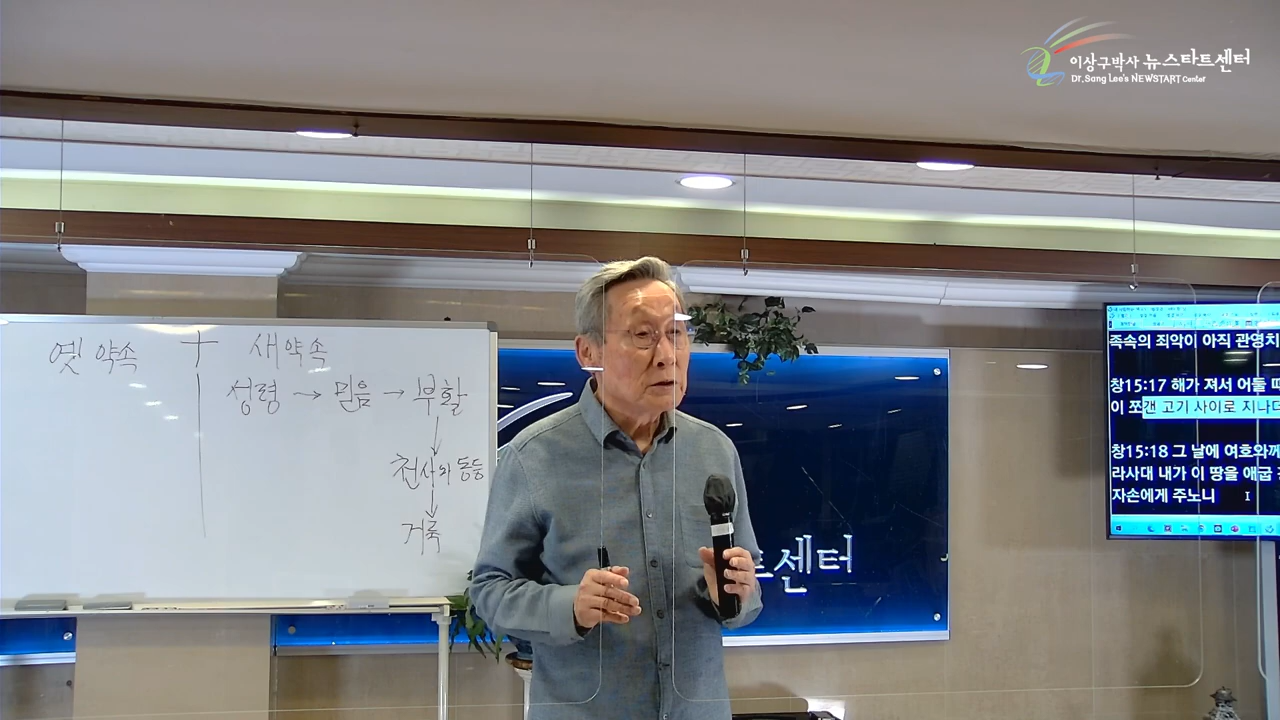 이상구박사 뉴스타트센터
Dr. Sang Lee's NEWSTART Center
옛 약속 十 새약속
성령 → 믿음 → 부활
천사와 동등
거룩
트센터
족속의 죄악이 아직 관영치
창15:17 해가 져서 어둘 때
이 쪼갠 고기 사이로 지나더
창15:18 그 날에 여호와께
라사대 내가 이 땅을 애굽
자손에게 주노니